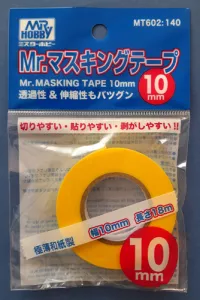 MR HOBBY
MT602:140
ミスターホビー
Mr.マスキングテープ
Mr. MASKING TAPE 10mm
透過性&伸縮性もバツグン
10
mm
切りやすい・貼りやすい・剥がしやすい!!
幅10mm 長さ18m
極薄和紙製
10
mm